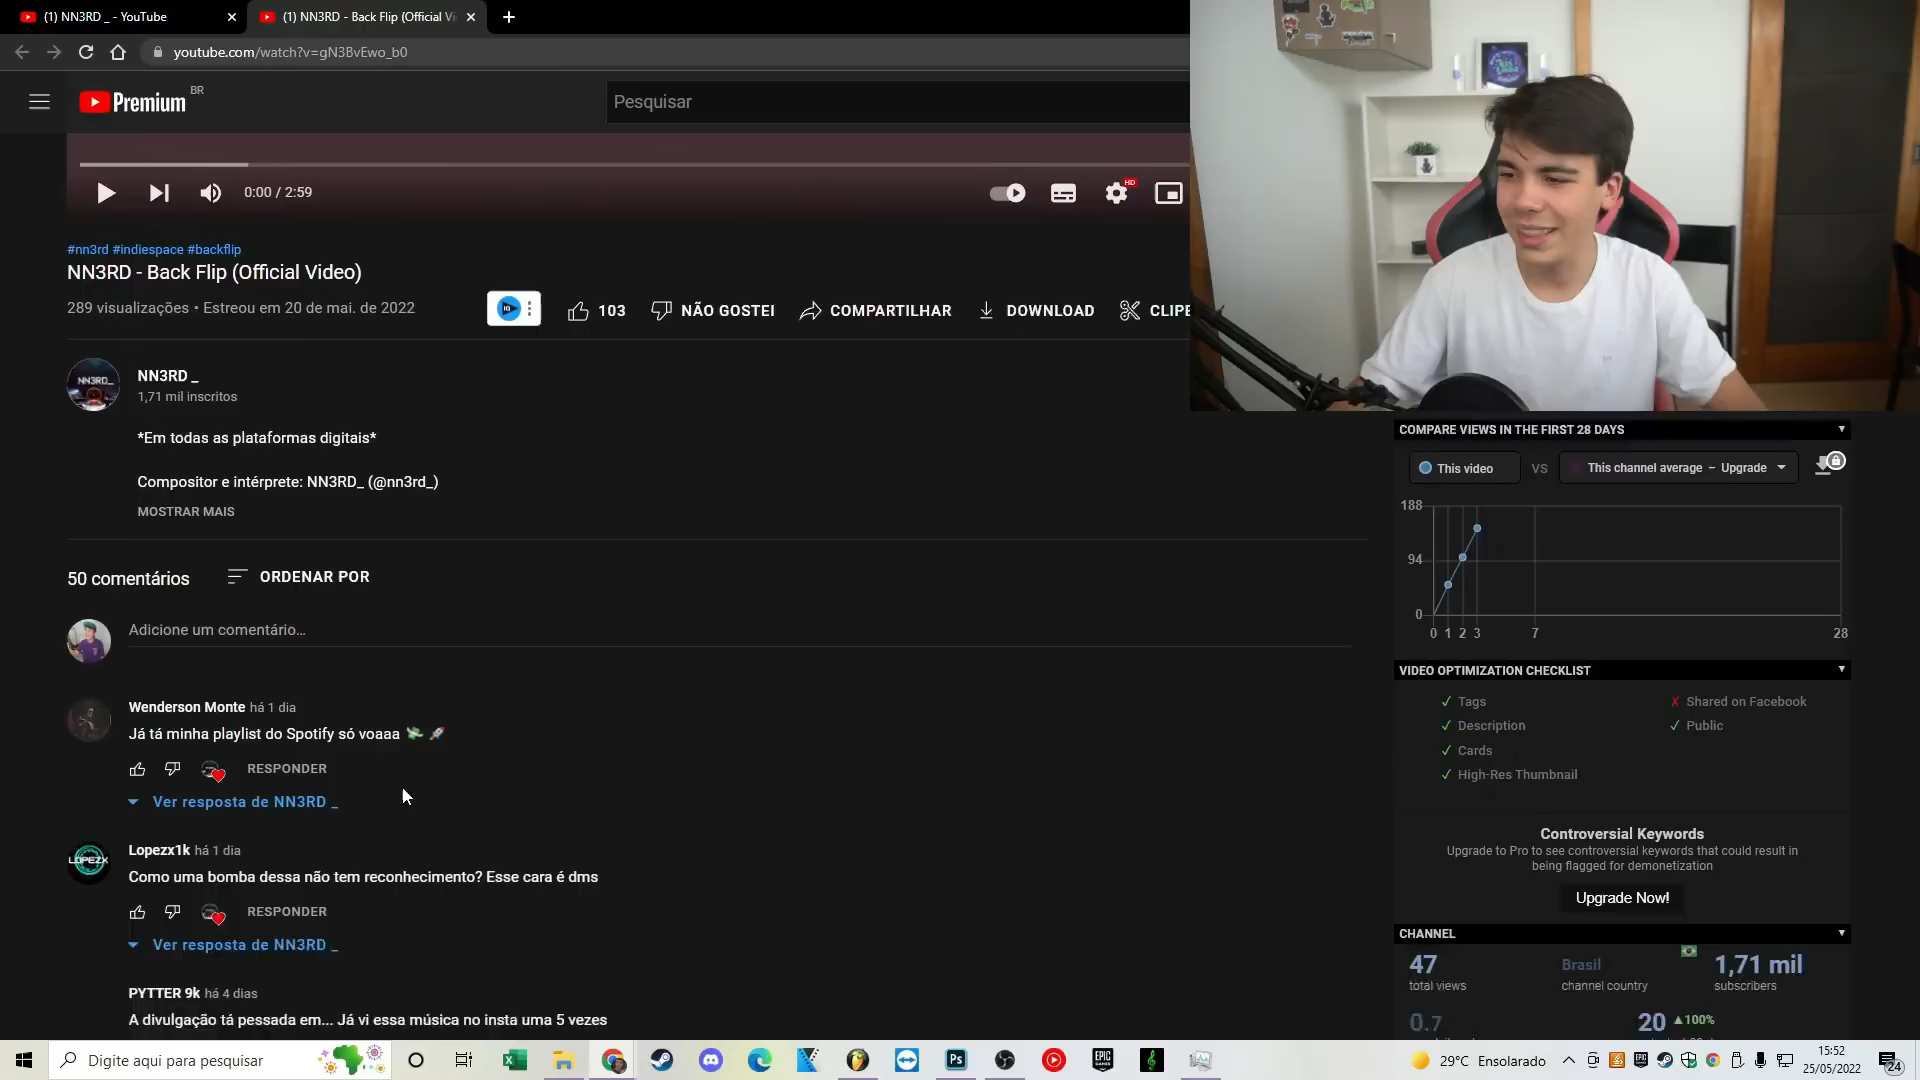 (1) NN3RD _ - YouTube
(1) NN3RD - Back Flip (Official Vi
youtube.com/watch?v=gN3BvEwo_b0
Premium BR
Pesquisar
0:00 / 2:59
HD
#nn3rd #indiespace #backflip
NN3RD - Back Flip (Official Video)
289 visualizações • Estreou em 20 de mai. de 2022
103
NÃO GOSTEI
COMPARTILHAR
DOWNLOAD
CLIPE
NN3RD_
NN3RD _
1,71 mil inscritos
*Em todas as plataformas digitais*
Compositor e intérprete: NN3RD_ (@nn3rd_)
MOSTRAR MAIS
50 comentários
ORDENAR POR
Adicione um comentário...
Wenderson Monte há 1 dia
Já tá minha playlist do Spotify só voaaa 💸 🚀
RESPONDER
Ver resposta de NN3RD _
LOPEZX
Lopezx1k há 1 dia
Como uma bomba dessa não tem reconhecimento? Esse cara é dms
RESPONDER
Ver resposta de NN3RD _
PYTTER 9k há 4 dias
A divulgação tá pessada em... Já vi essa música no insta uma 5 vezes
COMPARE VIEWS IN THE FIRST 28 DAYS
This video
VS
This channel average – Upgrade
188
94
0
0 1 2 3 7 28
VIDEO OPTIMIZATION CHECKLIST
✓ Tags
✗ Shared on Facebook
✓ Description
✓ Public
✓ Cards
✓ High-Res Thumbnail
Controversial Keywords
Upgrade to Pro to see controversial keywords that could result in
being flagged for demonetization
Upgrade Now!
CHANNEL
47
total views
Brasil
channel country
1,71 mil
subscribers
0.7
20 ▲100%
Digite aqui para pesquisar
Ps
EPIC
GAMES
29°C Ensolarado
15:52
25/05/2022
24